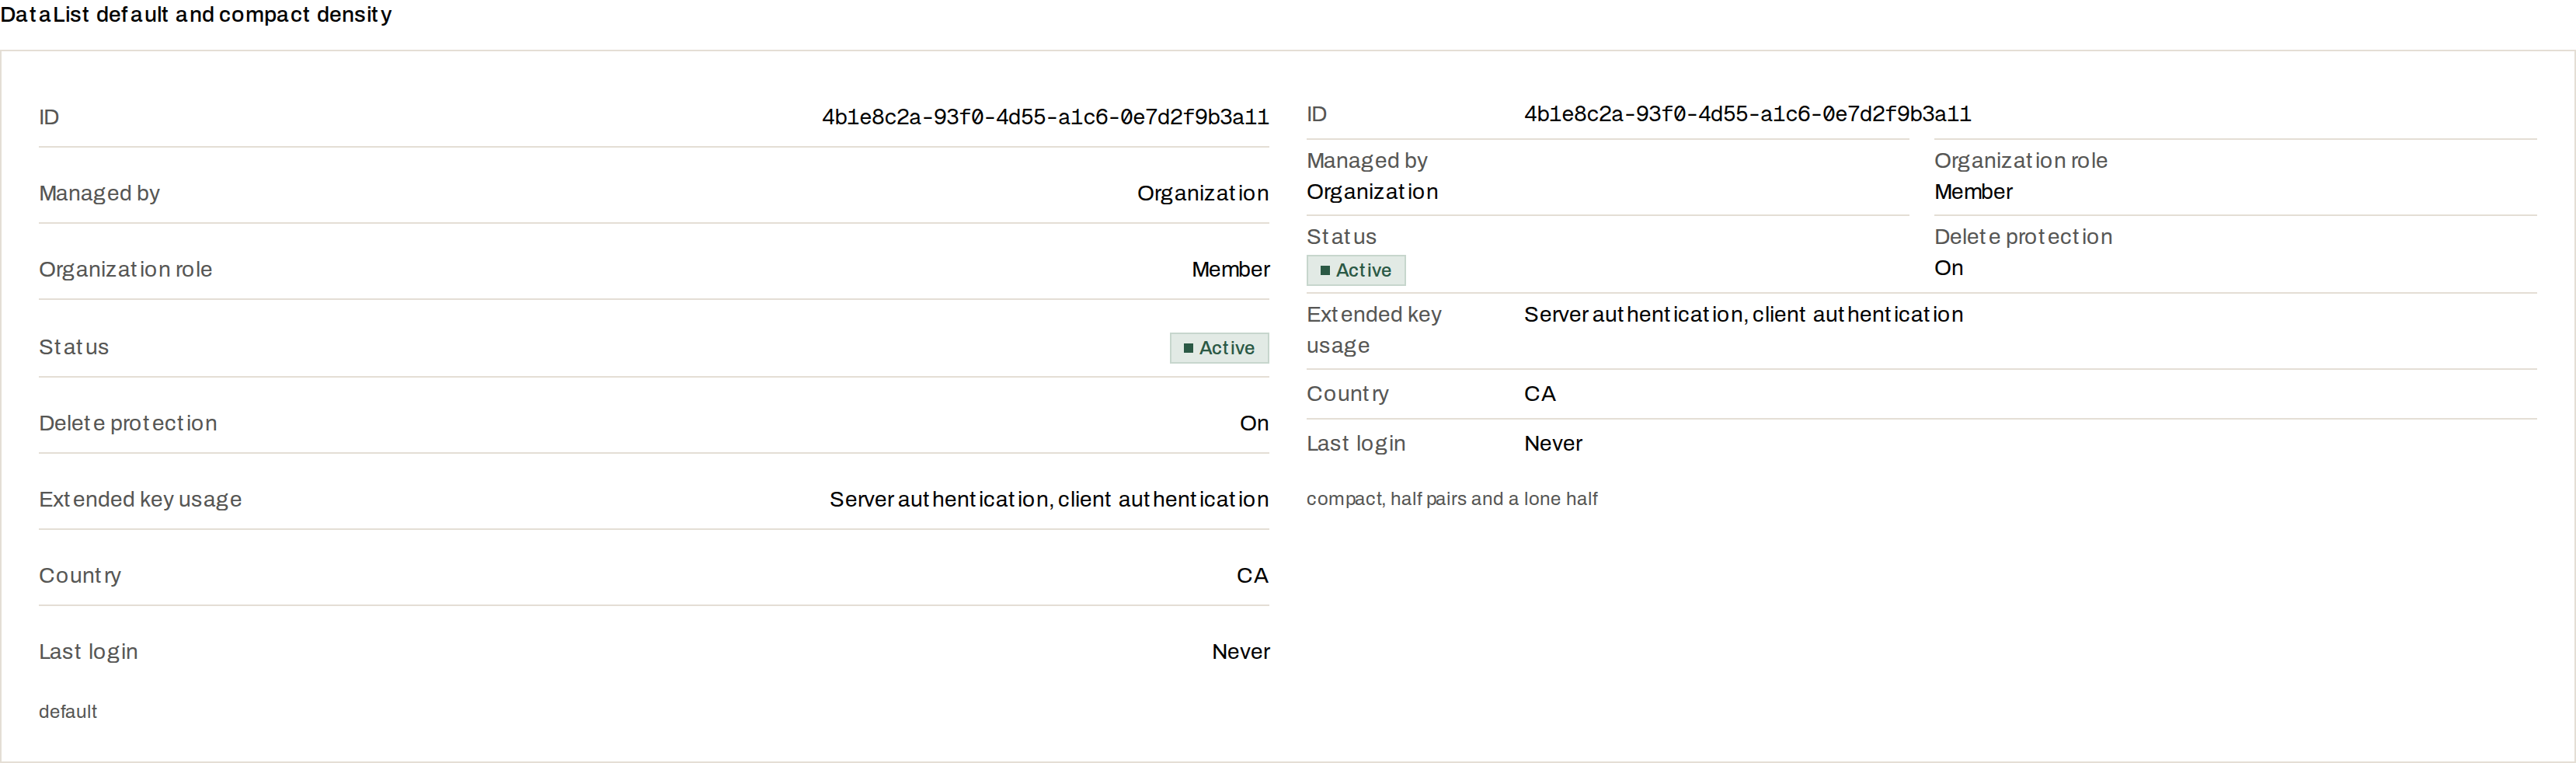 DataList default and compact density
ID 4b1e8c2a-93f0-4d55-a1c6-0e7d2f9b3a11
Managed by Organization
Organization role Member
Status Active
Delete protection On
Extended key usage Server authentication, client authentication
Country CA
Last login Never
default
ID 4b1e8c2a-93f0-4d55-a1c6-0e7d2f9b3a11
Managed by Organization role
Organization Member
Status Delete protection
Active On
Extended key Server authentication, client authentication
usage
Country CA
Last login Never
compact, half pairs and a lone half